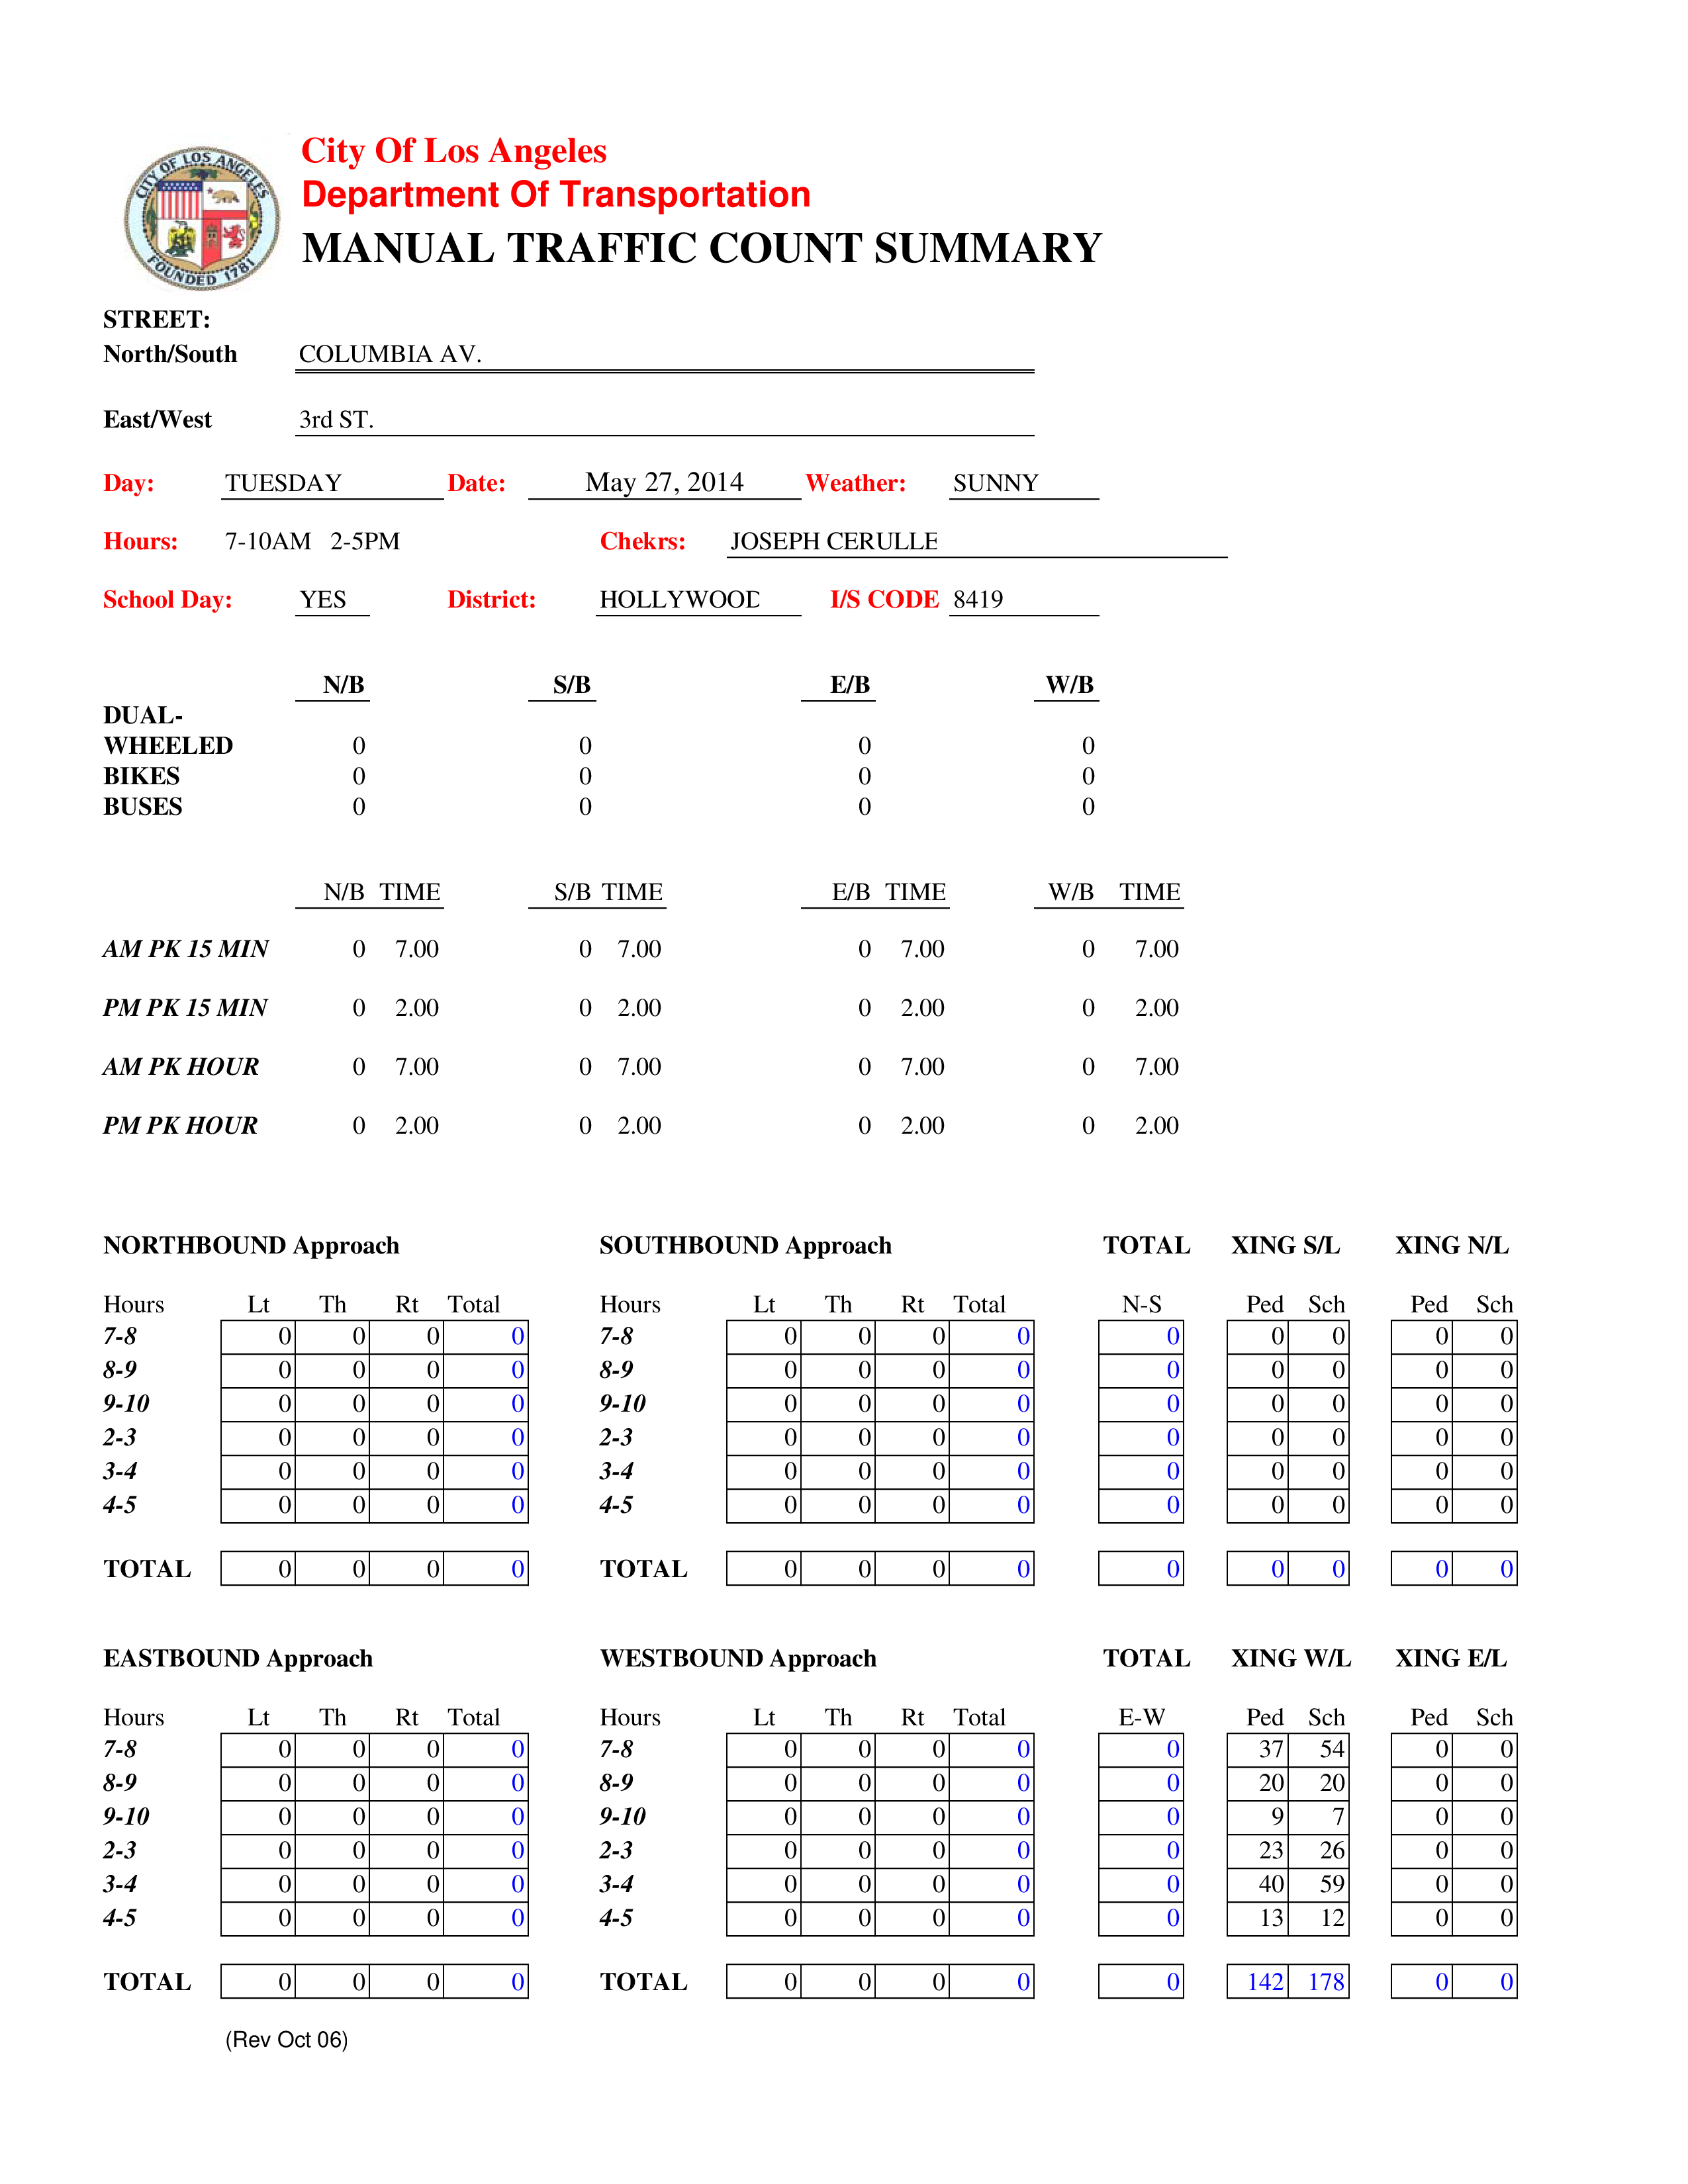 CITY OF LOS ANGELES
FOUNDED 1781
City Of Los Angeles
Department Of Transportation
MANUAL TRAFFIC COUNT SUMMARY
STREET:
North/South COLUMBIA AV.
East/West 3rd ST.
Day: TUESDAY Date: May 27, 2014 Weather: SUNNY
Hours: 7-10AM 2-5PM Chekrs: JOSEPH CERULLE
School Day: YES District: HOLLYWOOD I/S CODE 8419
N/B S/B E/B W/B
DUAL-
WHEELED 0 0 0 0
BIKES 0 0 0 0
BUSES 0 0 0 0
N/B TIME S/B TIME E/B TIME W/B TIME
AM PK 15 MIN 0 7.00 0 7.00 0 7.00 0 7.00
PM PK 15 MIN 0 2.00 0 2.00 0 2.00 0 2.00
AM PK HOUR 0 7.00 0 7.00 0 7.00 0 7.00
PM PK HOUR 0 2.00 0 2.00 0 2.00 0 2.00
NORTHBOUND Approach SOUTHBOUND Approach TOTAL XING S/L XING N/L
Hours Lt Th Rt Total Hours Lt Th Rt Total N-S Ped Sch Ped Sch
7-8 0 0 0 0 7-8 0 0 0 0 0 0 0 0 0
8-9 0 0 0 0 8-9 0 0 0 0 0 0 0 0 0
9-10 0 0 0 0 9-10 0 0 0 0 0 0 0 0 0
2-3 0 0 0 0 2-3 0 0 0 0 0 0 0 0 0
3-4 0 0 0 0 3-4 0 0 0 0 0 0 0 0 0
4-5 0 0 0 0 4-5 0 0 0 0 0 0 0 0 0
TOTAL 0 0 0 0 TOTAL 0 0 0 0 0 0 0 0 0
EASTBOUND Approach WESTBOUND Approach TOTAL XING W/L XING E/L
Hours Lt Th Rt Total Hours Lt Th Rt Total E-W Ped Sch Ped Sch
7-8 0 0 0 0 7-8 0 0 0 0 0 37 54 0 0
8-9 0 0 0 0 8-9 0 0 0 0 0 20 20 0 0
9-10 0 0 0 0 9-10 0 0 0 0 0 9 7 0 0
2-3 0 0 0 0 2-3 0 0 0 0 0 23 26 0 0
3-4 0 0 0 0 3-4 0 0 0 0 0 40 59 0 0
4-5 0 0 0 0 4-5 0 0 0 0 0 13 12 0 0
TOTAL 0 0 0 0 TOTAL 0 0 0 0 0 142 178 0 0
(Rev Oct 06)